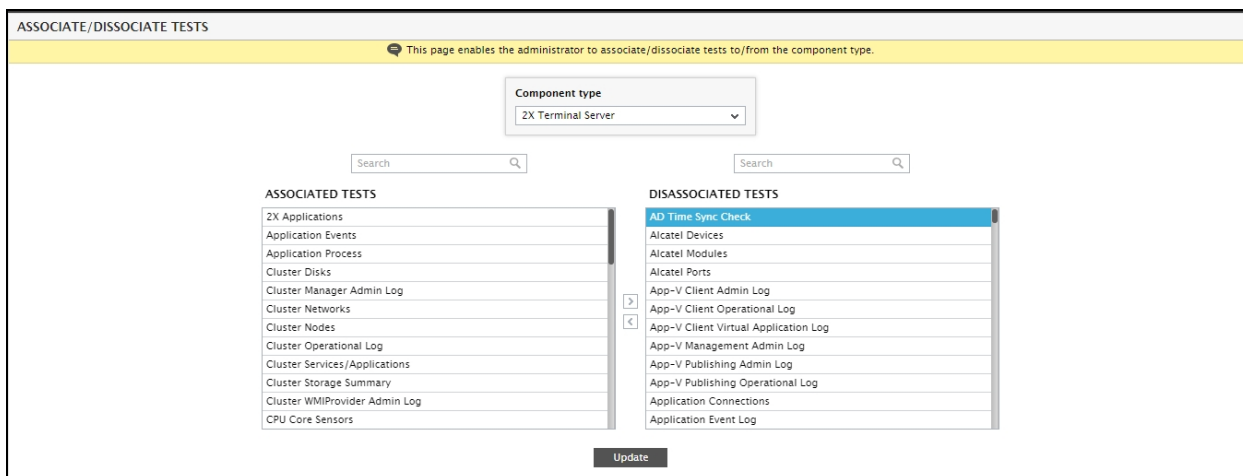 ASSOCIATE/DISSOCIATE TESTS
This page enables the administrator to associate/dissociate tests to/from the component type.
Component type
2X Terminal Server
Search
Search
ASSOCIATED TESTS
2X Applications
Application Events
Application Process
Cluster Disks
Cluster Manager Admin Log
Cluster Networks
Cluster Nodes
Cluster Operational Log
Cluster Services/Applications
Cluster Storage Summary
Cluster WMIProvider Admin Log
CPU Core Sensors
DISASSOCIATED TESTS
AD Time Sync Check
Alcatel Devices
Alcatel Modules
Alcatel Ports
App-V Client Admin Log
App-V Client Operational Log
App-V Client Virtual Application Log
App-V Management Admin Log
App-V Publishing Admin Log
App-V Publishing Operational Log
Application Connections
Application Event Log
Update